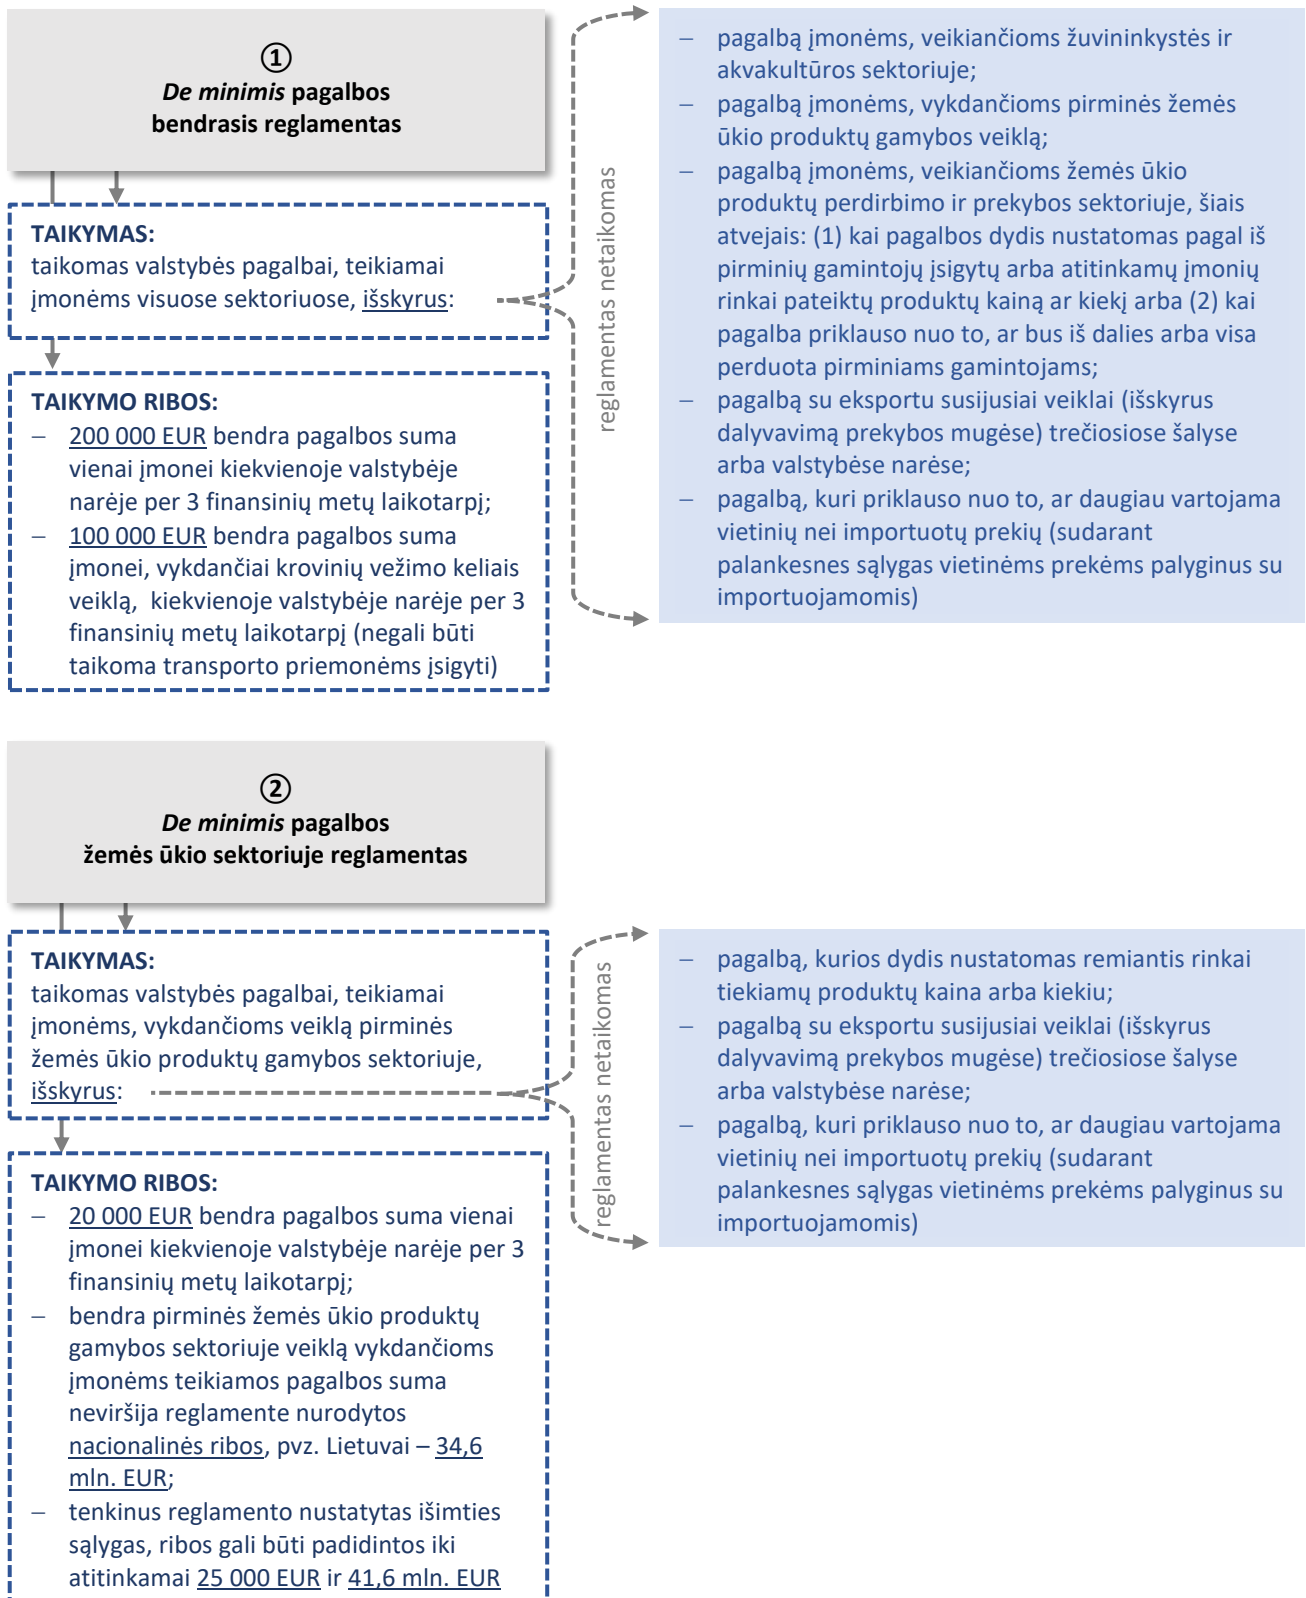 ①
De minimis pagalbos
bendrasis reglamentas
TAIKYMAS:
taikomas valstybės pagalbai, teikiamai
įmonėms visuose sektoriuose, išskyrus:
reglamentas netaikomas
– pagalbą įmonėms, veikiančioms žuvininkystės ir
akvakultūros sektoriuje;
– pagalbą įmonėms, vykdančioms pirminės žemės
ūkio produktų gamybos veiklą;
– pagalbą įmonėms, veikiančioms žemės ūkio
produktų perdirbimo ir prekybos sektoriuje, šiais
atvejais: (1) kai pagalbos dydis nustatomas pagal iš
pirminių gamintojų įsigytų arba atitinkamų įmonių
rinkai pateiktų produktų kainą ar kiekį arba (2) kai
pagalba priklauso nuo to, ar bus iš dalies arba visa
perduota pirminiams gamintojams;
– pagalbą su eksportu susijusiai veiklai (išskyrus
dalyvavimą prekybos mugėse) trečiosiose šalyse
arba valstybėse narėse;
– pagalbą, kuri priklauso nuo to, ar daugiau vartojama
vietinių nei importuotų prekių (sudarant
palankesnes sąlygas vietinėms prekėms palyginus su
importuojamomis)
TAIKYMO RIBOS:
– 200 000 EUR bendra pagalbos suma
vienai įmonei kiekvienoje valstybėje
narėje per 3 finansinių metų laikotarpį;
– 100 000 EUR bendra pagalbos suma
įmonei, vykdančiai krovinių vežimo keliais
veiklą, kiekvienoje valstybėje narėje per 3
finansinių metų laikotarpį (negali būti
taikoma transporto priemonėms įsigyti)
②
De minimis pagalbos
žemės ūkio sektoriuje reglamentas
TAIKYMAS:
taikomas valstybės pagalbai, teikiamai
įmonėms, vykdančioms veiklą pirminės
žemės ūkio produktų gamybos sektoriuje,
išskyrus:
reglamentas netaikomas
– pagalbą, kurios dydis nustatomas remiantis rinkai
tiekiamų produktų kaina arba kiekiu;
– pagalbą su eksportu susijusiai veiklai (išskyrus
dalyvavimą prekybos mugėse) trečiosiose šalyse
arba valstybėse narėse;
– pagalbą, kuri priklauso nuo to, ar daugiau vartojama
vietinių nei importuotų prekių (sudarant
palankesnes sąlygas vietinėms prekėms palyginus su
importuojamomis)
TAIKYMO RIBOS:
– 20 000 EUR bendra pagalbos suma vienai
įmonei kiekvienoje valstybėje narėje per 3
finansinių metų laikotarpį;
– bendra pirminės žemės ūkio produktų
gamybos sektoriuje veiklą vykdančioms
įmonėms teikiamos pagalbos suma
neviršija reglamente nurodytos
nacionalinės ribos, pvz. Lietuvai – 34,6
mln. EUR;
– tenkinus reglamento nustatytas išimties
sąlygas, ribos gali būti padidintos iki
atitinkamai 25 000 EUR ir 41,6 mln. EUR